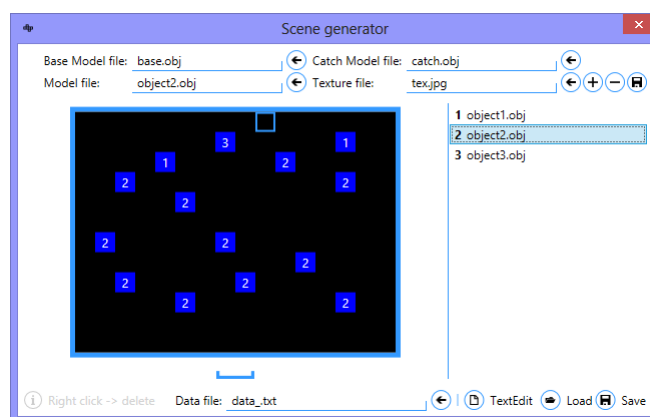 Scene generator
Base Model file: base.obj Catch Model file: catch.obj
Model file: object2.obj Texture file: tex.jpg
1 object1.obj
2 object2.obj
3 object3.obj
3 1
1 2
2 2
2
2 2
2
2 2
2 2
Right click -> delete Data file: data_.txt TextEdit Load Save